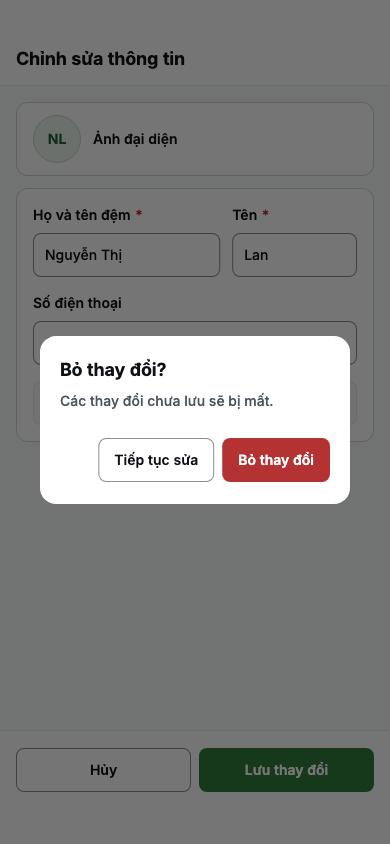 Chỉnh sửa thông tin
NL
Ảnh đại diện
Họ và tên đệm *
Tên *
Nguyễn Thị
Lan
Số điện thoại
Bỏ thay đổi?
Các thay đổi chưa lưu sẽ bị mất.
Tiếp tục sửa
Bỏ thay đổi
Hủy
Lưu thay đổi